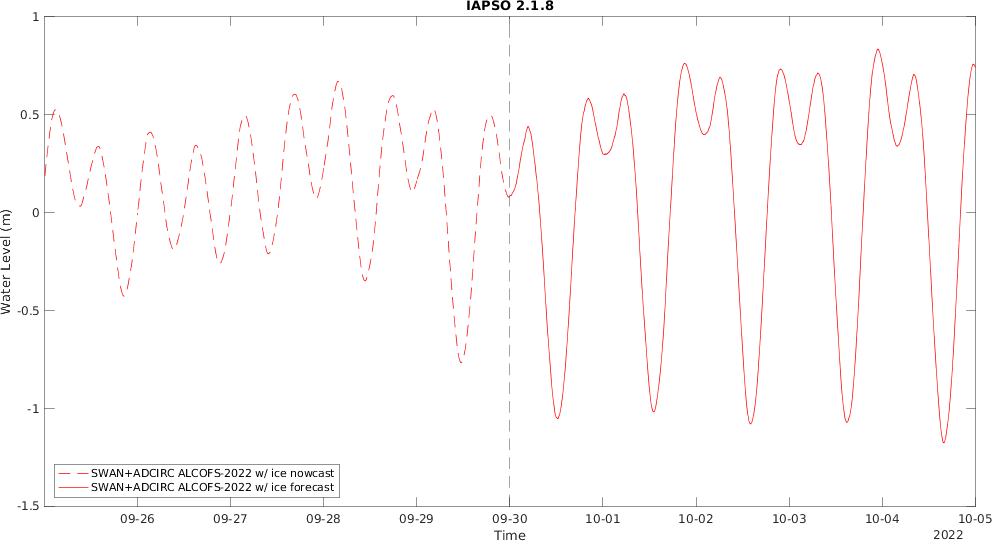 IAPSO 2.1.8
Water Level (m)
1
0.5
0
-0.5
-1
-1.5
SWAN+ADCIRC ALCOFS-2022 w/ ice nowcast
SWAN+ADCIRC ALCOFS-2022 w/ ice forecast
09-26 09-27 09-28 09-29 09-30 10-01 10-02 10-03 10-04 10-05
Time
2022